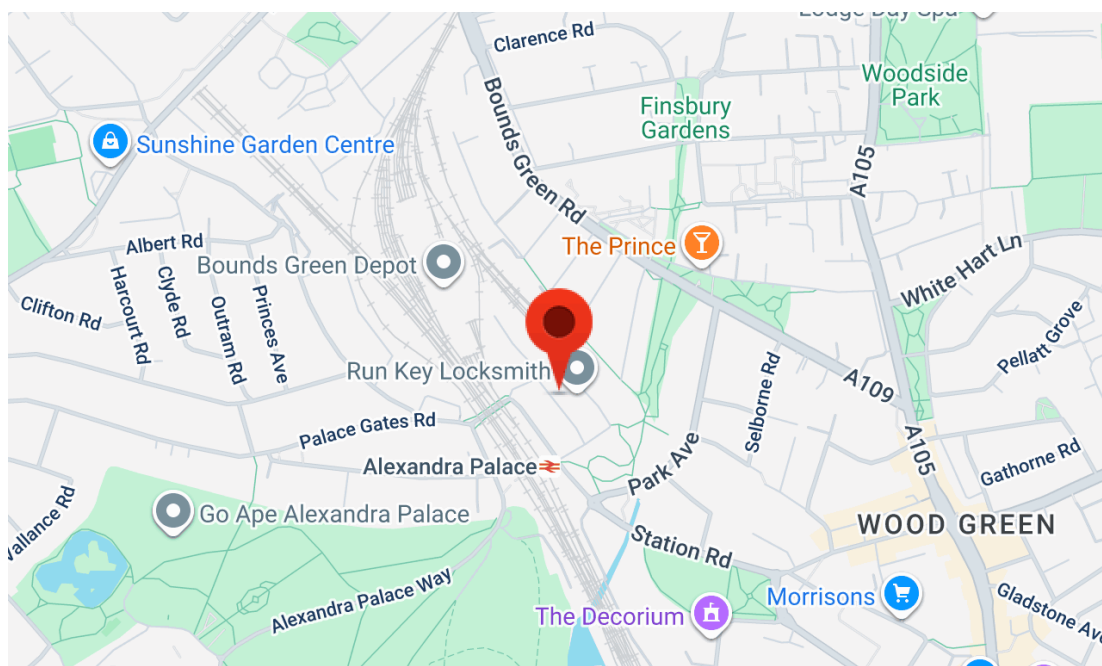 Lodge Day Spa
Clarence Rd
Woodside
Park
Bounds Green Rd
Finsbury
Gardens
Sunshine Garden Centre
A105
Albert Rd
The Prince
White Hart Ln
Bounds Green Depot
Harcourt Rd
Clyde Rd
Outram Rd
Princes Ave
Clifton Rd
Pellatt Grove
Run Key Locksmith
A109
Selborne Rd
Palace Gates Rd
A105
Gathorne Rd
Alexandra Palace
Park Ave
Vallance Rd
Go Ape Alexandra Palace
WOOD GREEN
Station Rd
Alexandra Palace Way
Morrisons
Gladstone Av
The Decorium